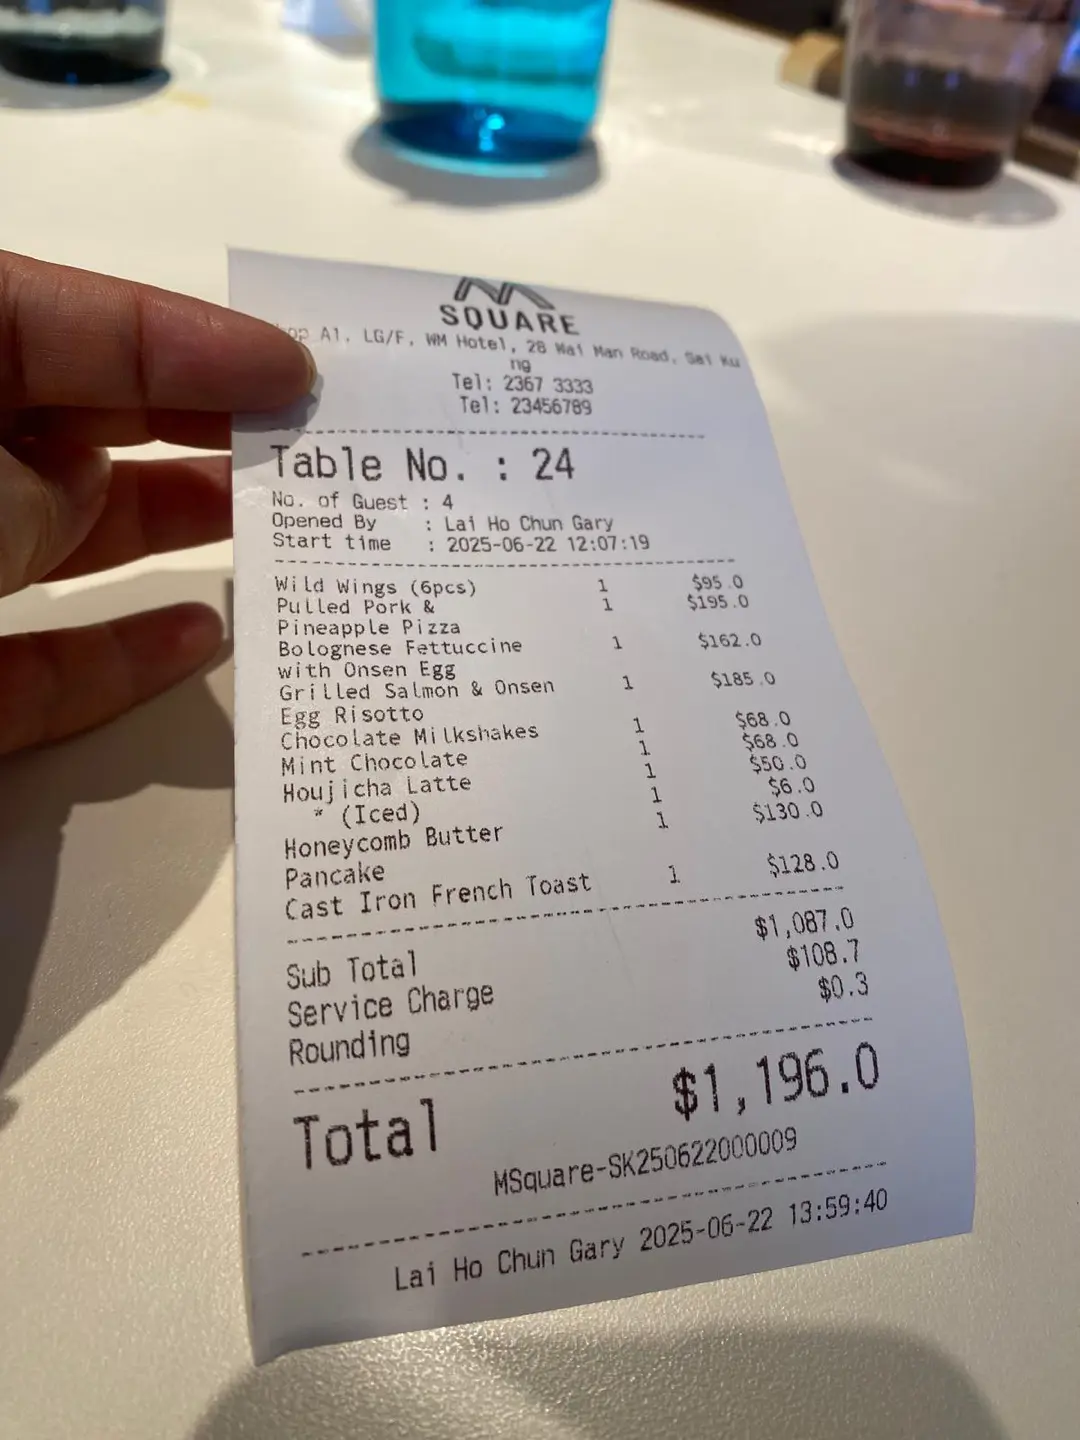 SQUARE
A1, LG/F, WM Hotel, 28 Wai Man Road, Sai Ku
ng
Tel: 2367 3333
Tel: 23456789
Table No. : 24
No. of Guest : 4
Opened By : Lai Ho Chun Gary
Start time : 2025-06-22 12:07:19
Wild Wings (6pcs) 1 $95.0
Pulled Pork & 1 $195.0
Pineapple Pizza
Bolognese Fettuccine 1 $162.0
with Onsen Egg
Grilled Salmon & Onsen 1 $185.0
Egg Risotto
Chocolate Milkshakes 1 $68.0
Mint Chocolate 1 $68.0
Houjicha Latte 1 $50.0
* (Iced) 1 $6.0
Honeycomb Butter 1 $130.0
Pancake
Cast Iron French Toast 1 $128.0
Sub Total $1,087.0
Service Charge $108.7
Rounding $0.3
Total $1,196.0
MSquare-SK250622000009
Lai Ho Chun Gary 2025-06-22 13:59:40